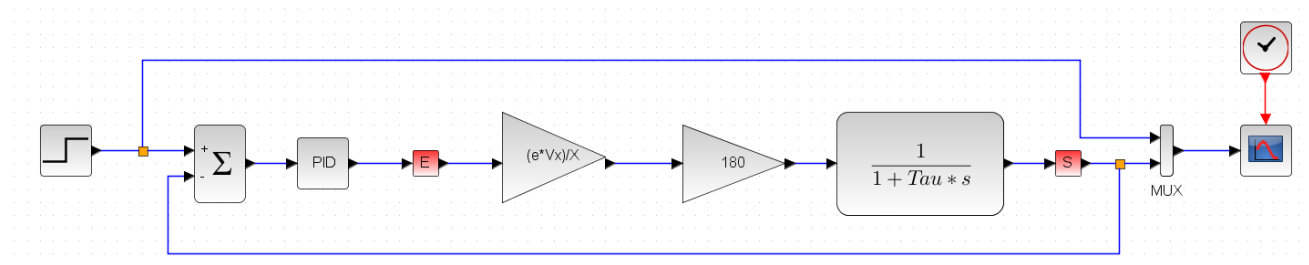 +
-
Σ
PID
E
(e*Vx)/X
180
1
1 + Tau * s
S
MUX